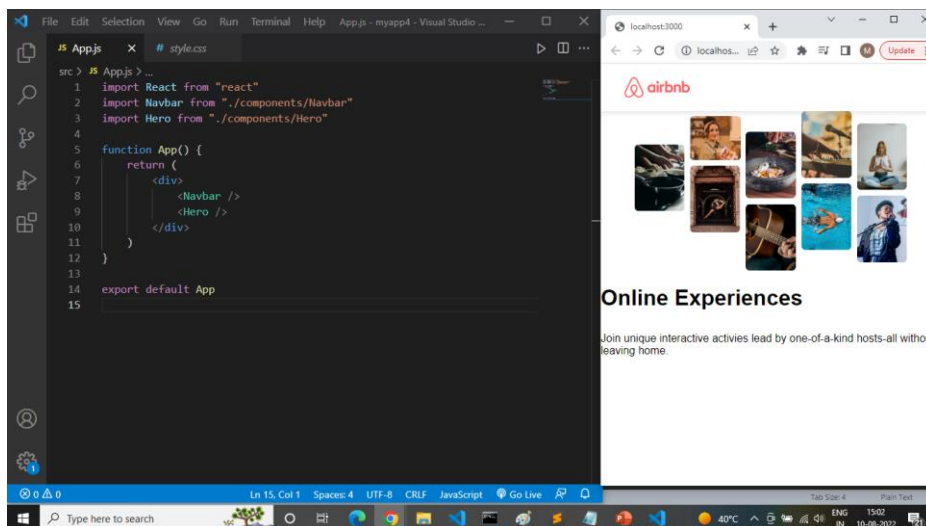 File Edit Selection View Go Run Terminal Help App.js - myapp4 - Visual Studio ...
JS App.js # style.css
src > JS App.js > ...
1 import React from "react"
2 import Navbar from "./components/Navbar"
3 import Hero from "./components/Hero"
4
5 function App() {
6 return (
7 <div>
8 <Navbar />
9 <Hero />
10 </div>
11 )
12 }
13
14 export default App
15
1
0 0 Ln 15, Col 1 Spaces: 4 UTF-8 CRLF JavaScript Go Live
localhost:3000
localhos... M Update
airbnb
Online Experiences
Join unique interactive activies lead by one-of-a-kind hosts-all witho
leaving home.
Tab Size: 4 Plain Text
Type here to search
40°C ENG 15:02
IN 10-08-2022 21